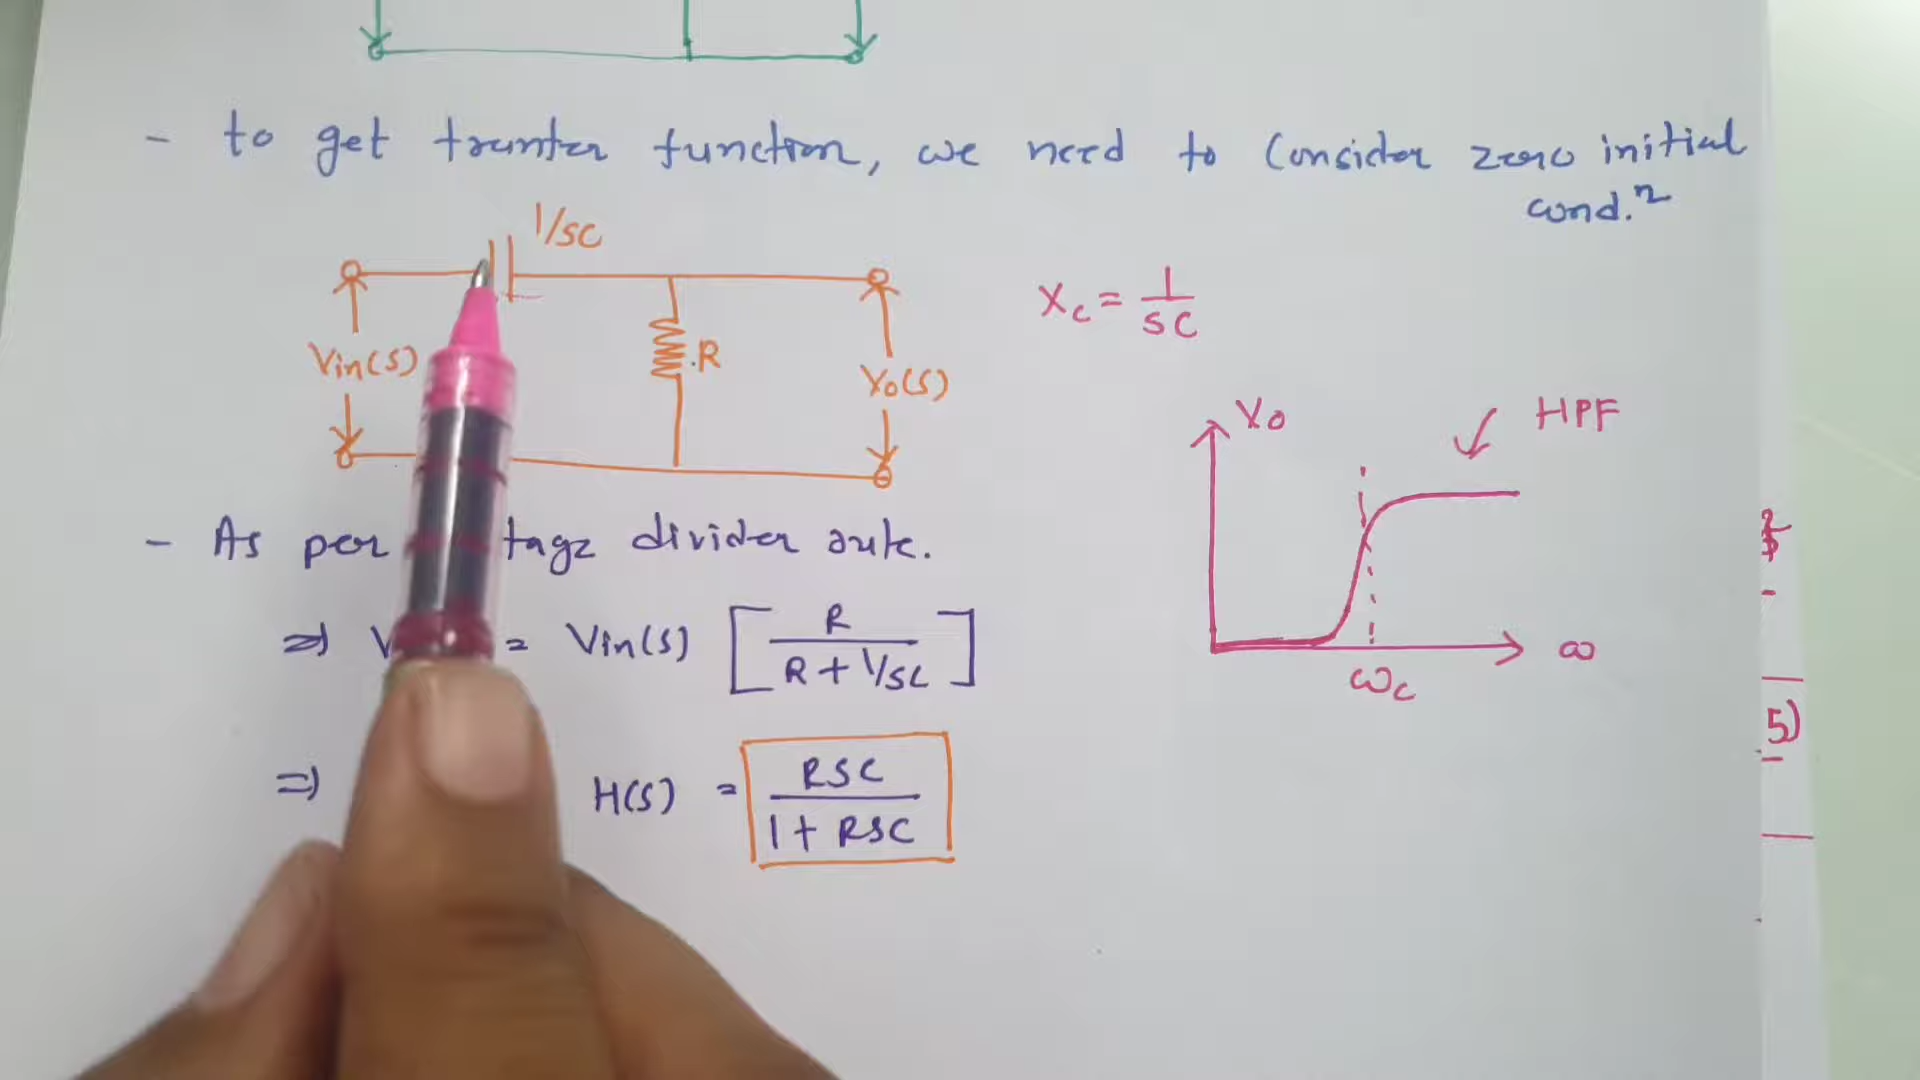 - to get tranfer function, we need to consider zero initial
cond.n
1/SC
Vin(s)
R
Vo(s)
Xc = 1/SC
Vo
HPF
ωc
ω
- As per tage divider rule.
⇒ V = Vin(s) [ R / (R + 1/SC) ]
⇒ H(s) = RSC / (1 + RSC)
5)